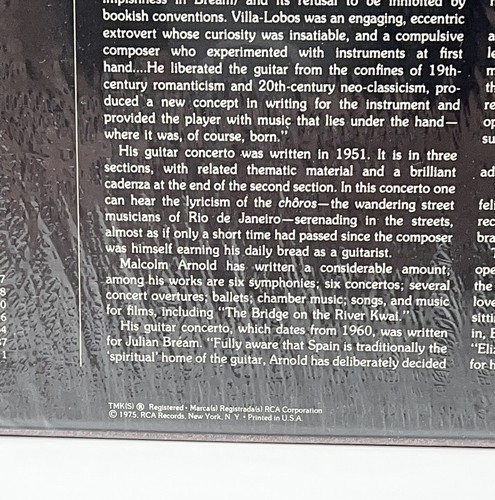 impishness in Dream) and its refusal to be inhibited by
bookish conventions. Villa-Lobos was an engaging, eccentric
extrovert whose curiosity was insatiable, and a compulsive
composer who experimented with instruments at first
hand....He liberated the guitar from the confines of 19th-
century romanticism and 20th-century neo-classicism, pro-
duced a new concept in writing for the instrument and
provided the player with music that lies under the hand—
where it was, of course, born."
His guitar concerto was written in 1951. It is in three
sections, with related thematic material and a brilliant
cadenza at the end of the second section. In this concerto one
can hear the lyricism of the chôros—the wandering street
musicians of Rio de Janeiro—serenading in the streets,
almost as if only a short time had passed since the composer
was himself earning his daily bread as a guitarist.
Malcolm Arnold has written a considerable amount;
among his works are six symphonies; six concertos; several
concert overtures; ballets; chamber music; songs, and music
for films, including "The Bridge on the River Kwai."
His guitar concerto, which dates from 1960, was written
for Julian Bream. "Fully aware that Spain is traditionally the
'spiritual' home of the guitar, Arnold has deliberately decided
TMK(S) ® Registered • Marca(s) Registrada(s) RCA Corporation
© 1975, RCA Records, New York, N. Y. • Printed in U.S.A.
7
8
0
6
4
37
1